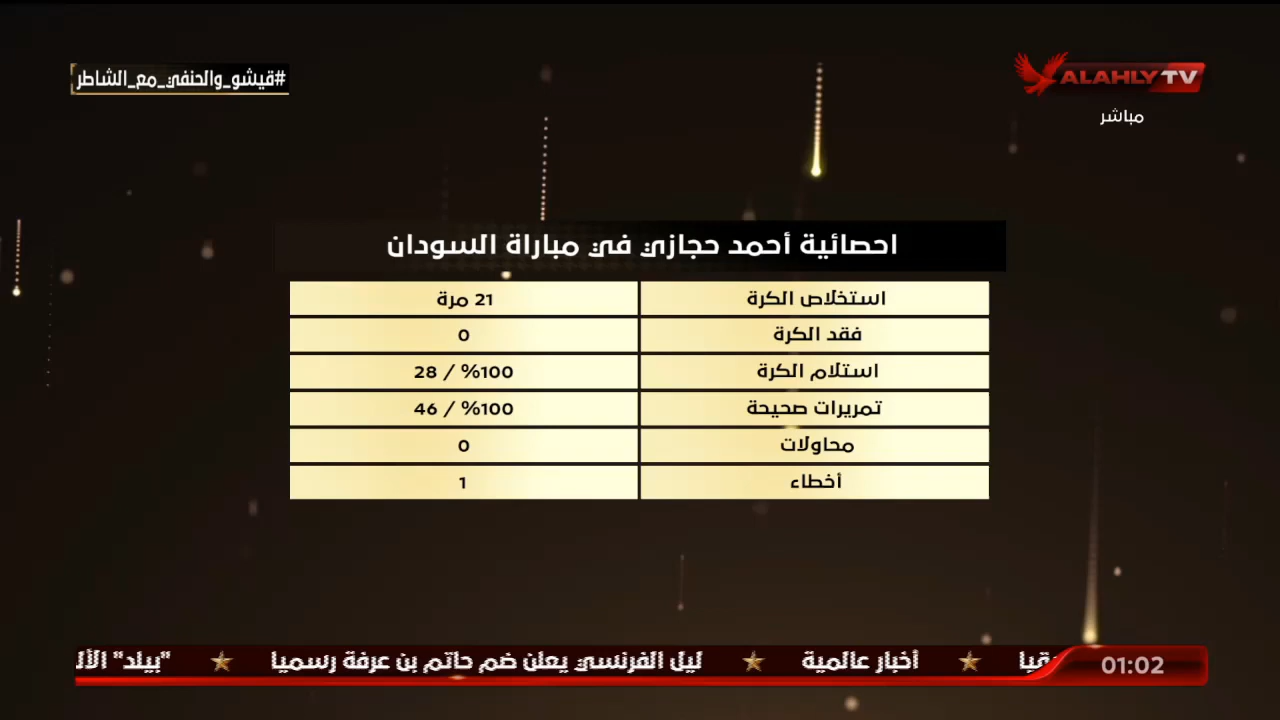 #قيشو_والحنفي_مع_الشاطر
ALAHLY TV
مباشر
احصائية أحمد حجازي في مباراة السودان
استخلاص الكرة 21 مرة
فقد الكرة 0
استلام الكرة 28 / %100
تمريرات صحيحة 46 / %100
محاولات 0
أخطاء 1
01:02
أخبار عالمية ★ ليل الفرنسي يعلن ضم حاتم بن عرفة رسميا ★ "بيلد"